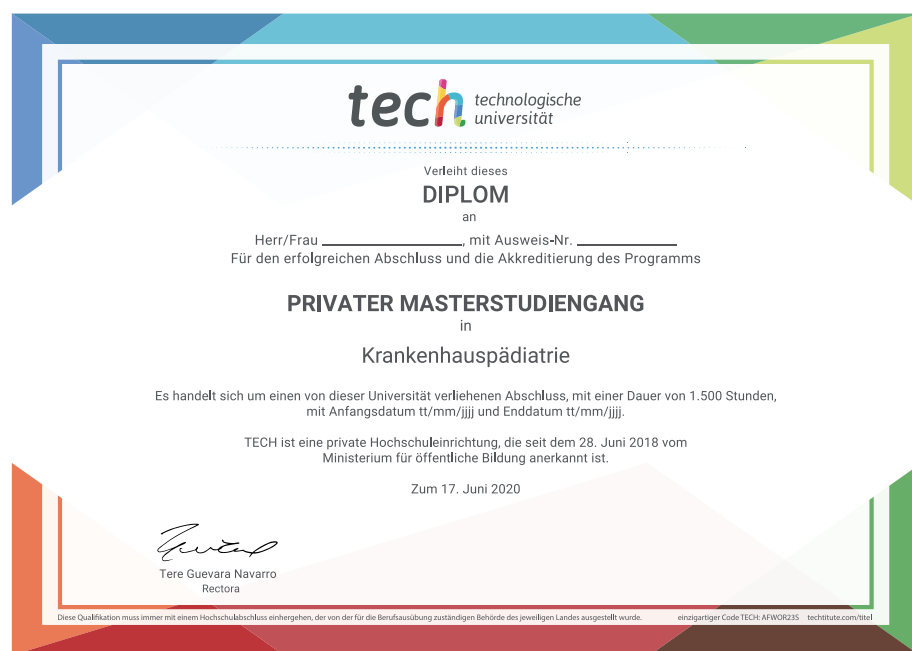 tech technologische
universität
Verleiht dieses
DIPLOM
an
Herr/Frau ____________, mit Ausweis-Nr. ____________
Für den erfolgreichen Abschluss und die Akkreditierung des Programms
PRIVATER MASTERSTUDIENGANG
in
Krankenhauspädiatrie
Es handelt sich um einen von dieser Universität verliehenen Abschluss, mit einer Dauer von 1.500 Stunden,
mit Anfangsdatum tt/mm/jjjj und Enddatum tt/mm/jjjj.
TECH ist eine private Hochschuleinrichtung, die seit dem 28. Juni 2018 vom
Ministerium für öffentliche Bildung anerkannt ist.
Zum 17. Juni 2020
Tere Guevara Navarro
Rectora
Diese Qualifikation muss immer mit einem Hochschulabschluss einhergehen, der von der für die Berufsausübung zuständigen Behörde des jeweiligen Landes ausgestellt wurde. einzigartiger Code TECH: AFWOR23S techtitute.com/titel